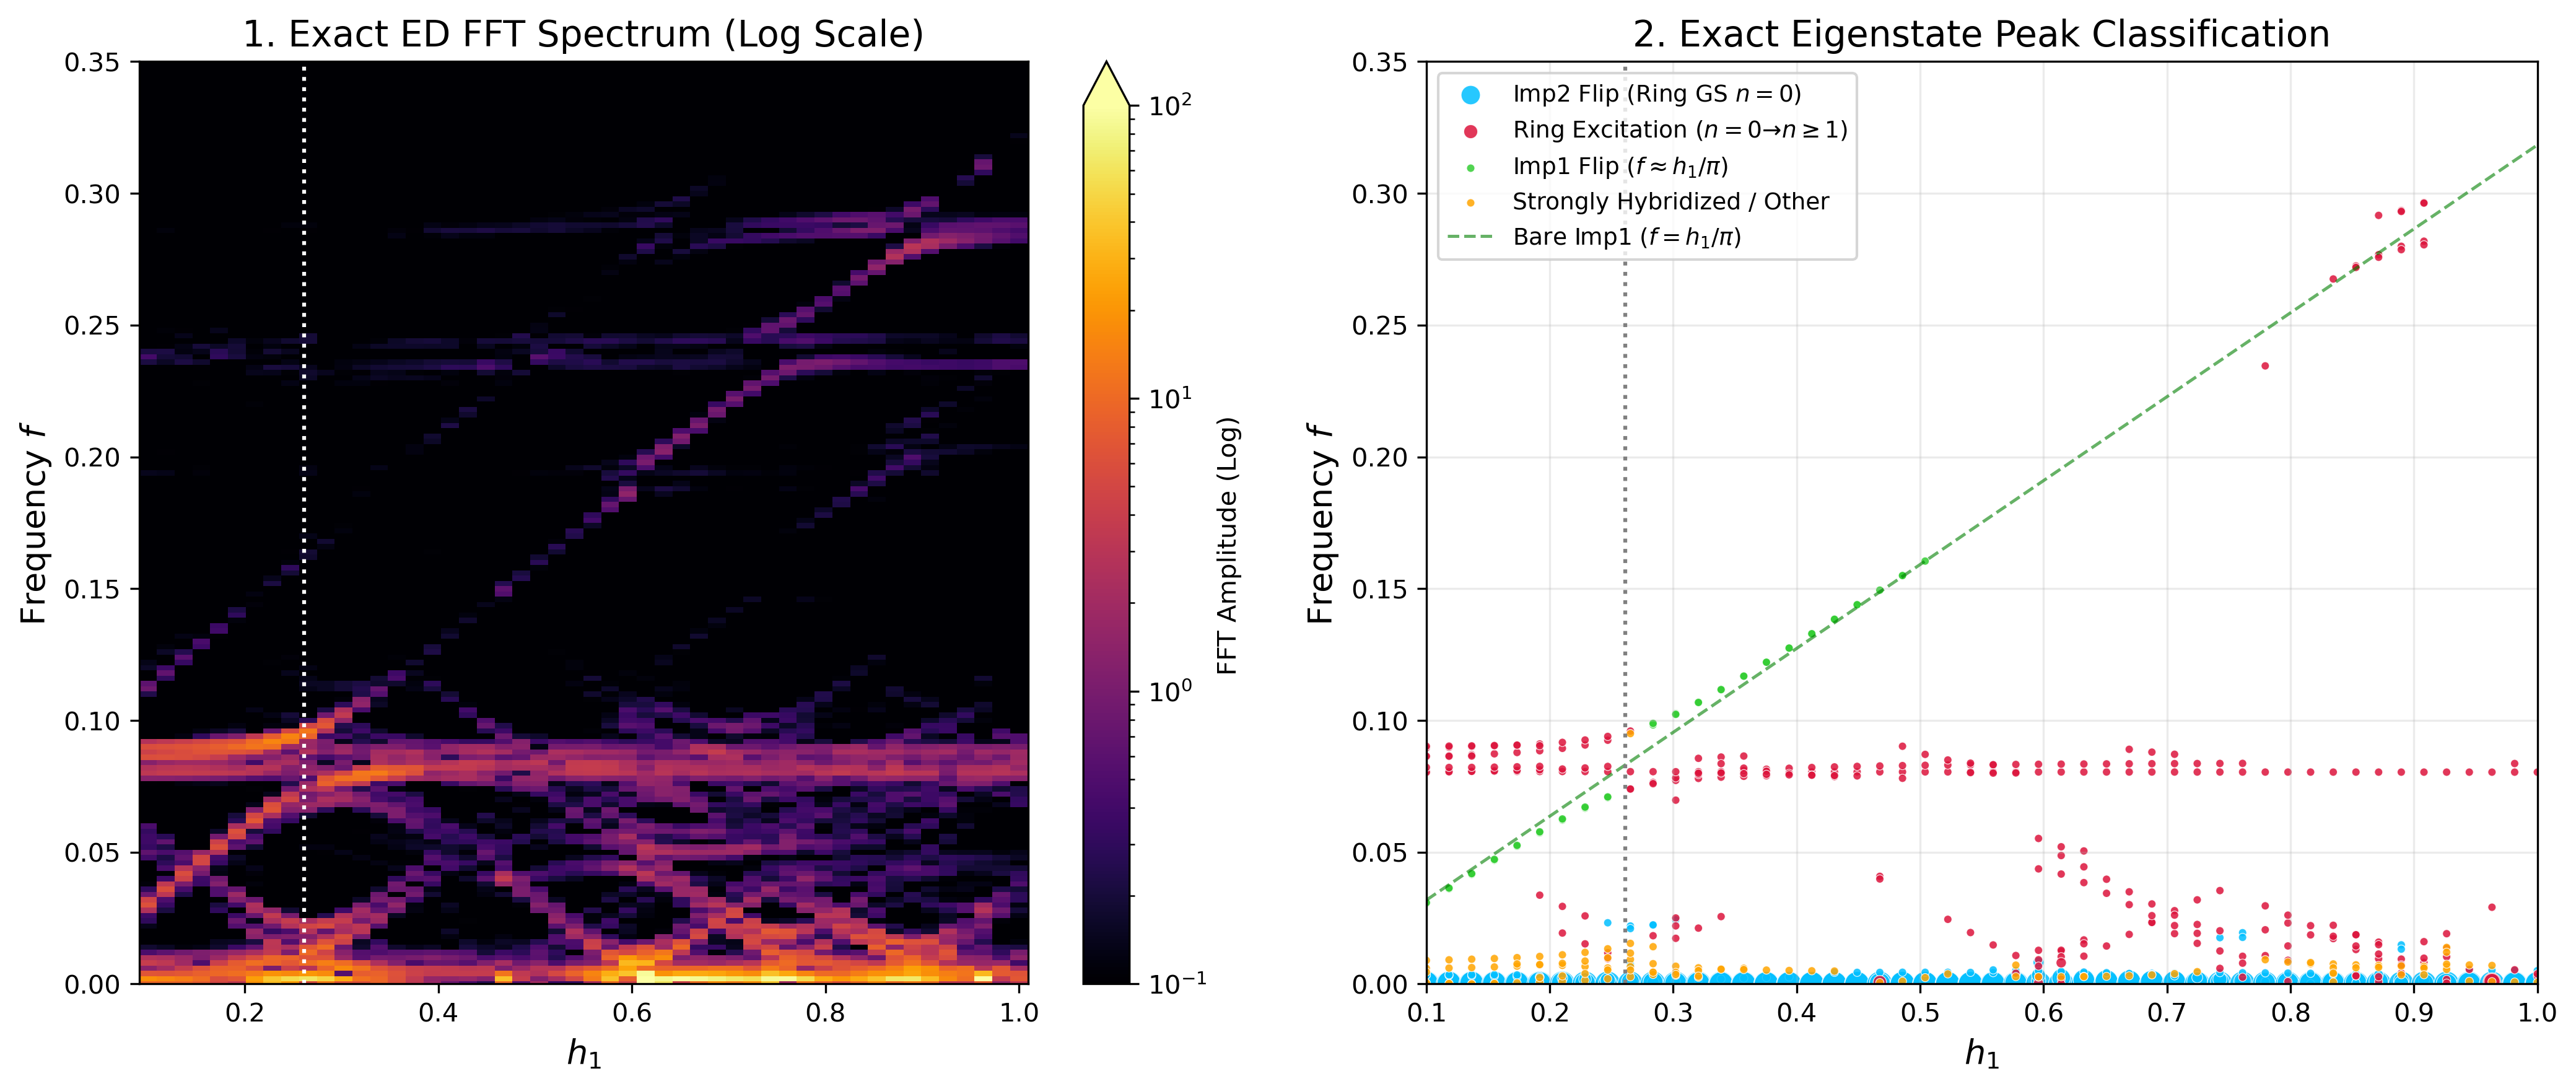 1. Exact ED FFT Spectrum (Log Scale)
Frequency f
0.35
0.30
0.25
0.20
0.15
0.10
0.05
0.00
0.2
0.4
0.6
0.8
1.0
h₁
10²
10¹
10⁰
10⁻¹
FFT Amplitude (Log)
2. Exact Eigenstate Peak Classification
Frequency f
0.35
0.30
0.25
0.20
0.15
0.10
0.05
0.00
Imp2 Flip (Ring GS n = 0)
Ring Excitation (n = 0→n ≥ 1)
Imp1 Flip (f ≈ h₁/π)
Strongly Hybridized / Other
Bare Imp1 (f = h₁/π)
0.1
0.2
0.3
0.4
0.5
0.6
0.7
0.8
0.9
1.0
h₁